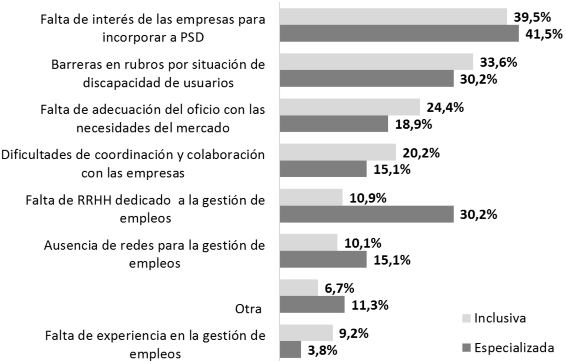 Falta de interés de las empresas para
incorporar a PSD
39,5%
41,5%
Barreras en rubros por situación de
discapacidad de usuarios
33,6%
30,2%
Falta de adecuación del oficio con las
necesidades del mercado
24,4%
18,9%
Dificultades de coordinación y colaboración
con las empresas
20,2%
15,1%
Falta de RRHH dedicado a la gestión de
empleos
10,9%
30,2%
Ausencia de redes para la gestión de
empleos
10,1%
15,1%
Otra
6,7%
11,3%
Falta de experiencia en la gestión de
empleos
9,2%
3,8%
Inclusiva
Especializada